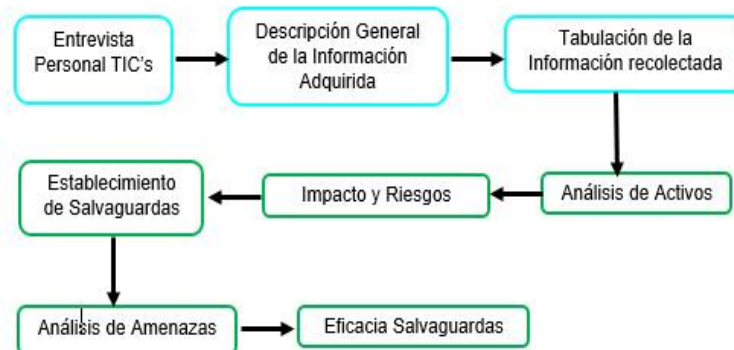 Entrevista
Personal TIC's
Descripción General
de la Información
Adquirida
Tabulación de la
Información recolectada
Análisis de Activos
Impacto y Riesgos
Establecimiento
de Salvaguardas
Análisis de Amenazas
Eficacia Salvaguardas